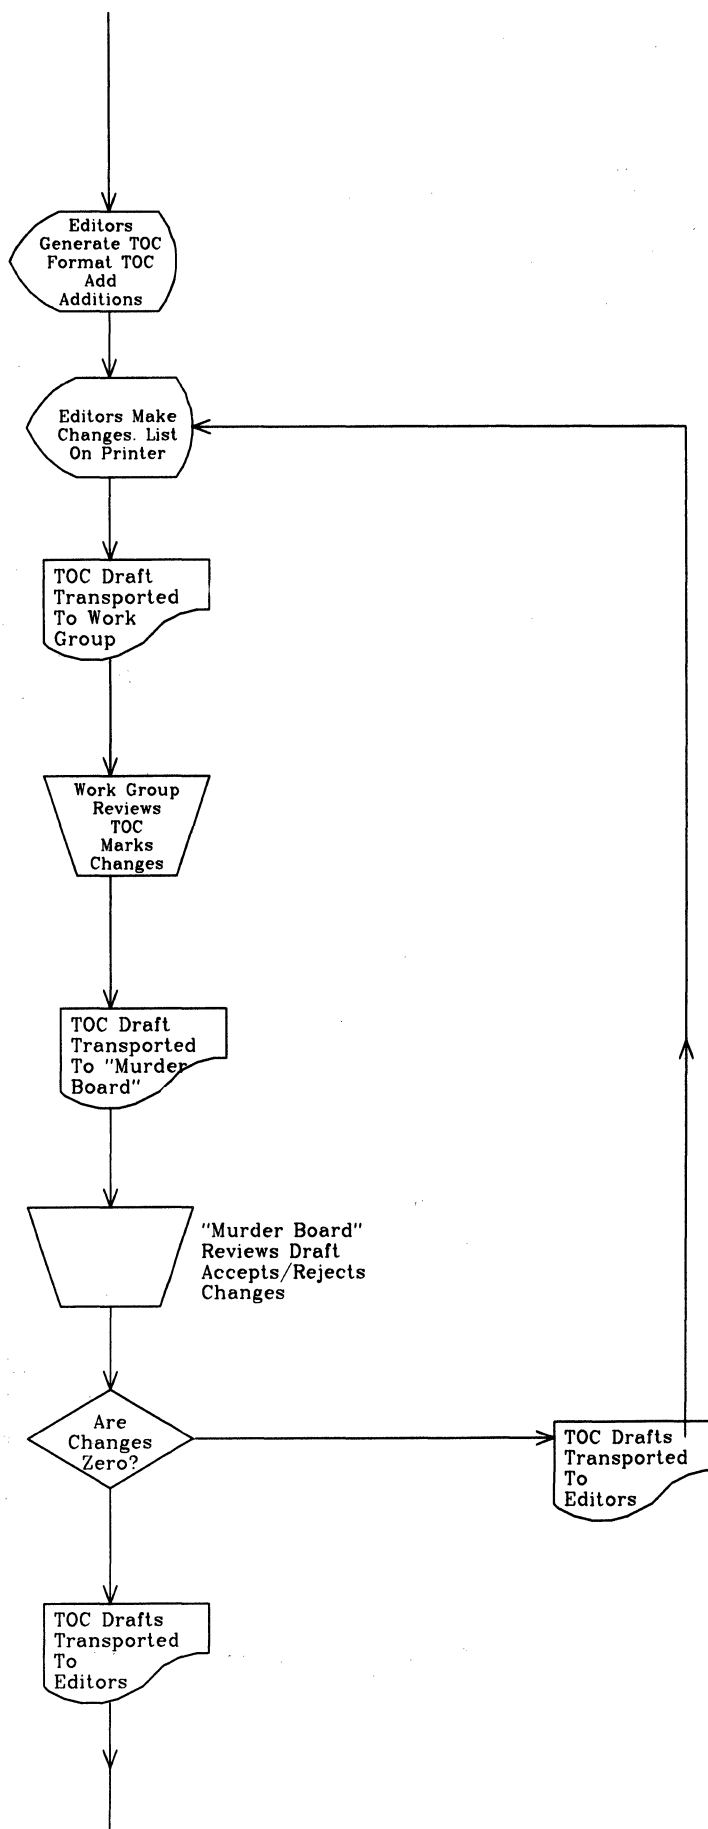 Editors
Generate TOC
Format TOC
Add
Additions
Editors Make
Changes. List
On Printer
TOC Draft
Transported
To Work
Group
Work Group
Reviews
TOC
Marks
Changes
TOC Draft
Transported
To "Murder
Board"
"Murder Board"
Reviews Draft
Accepts/Rejects
Changes
Are
Changes
Zero?
TOC Drafts
Transported
To
Editors
TOC Drafts
Transported
To
Editors